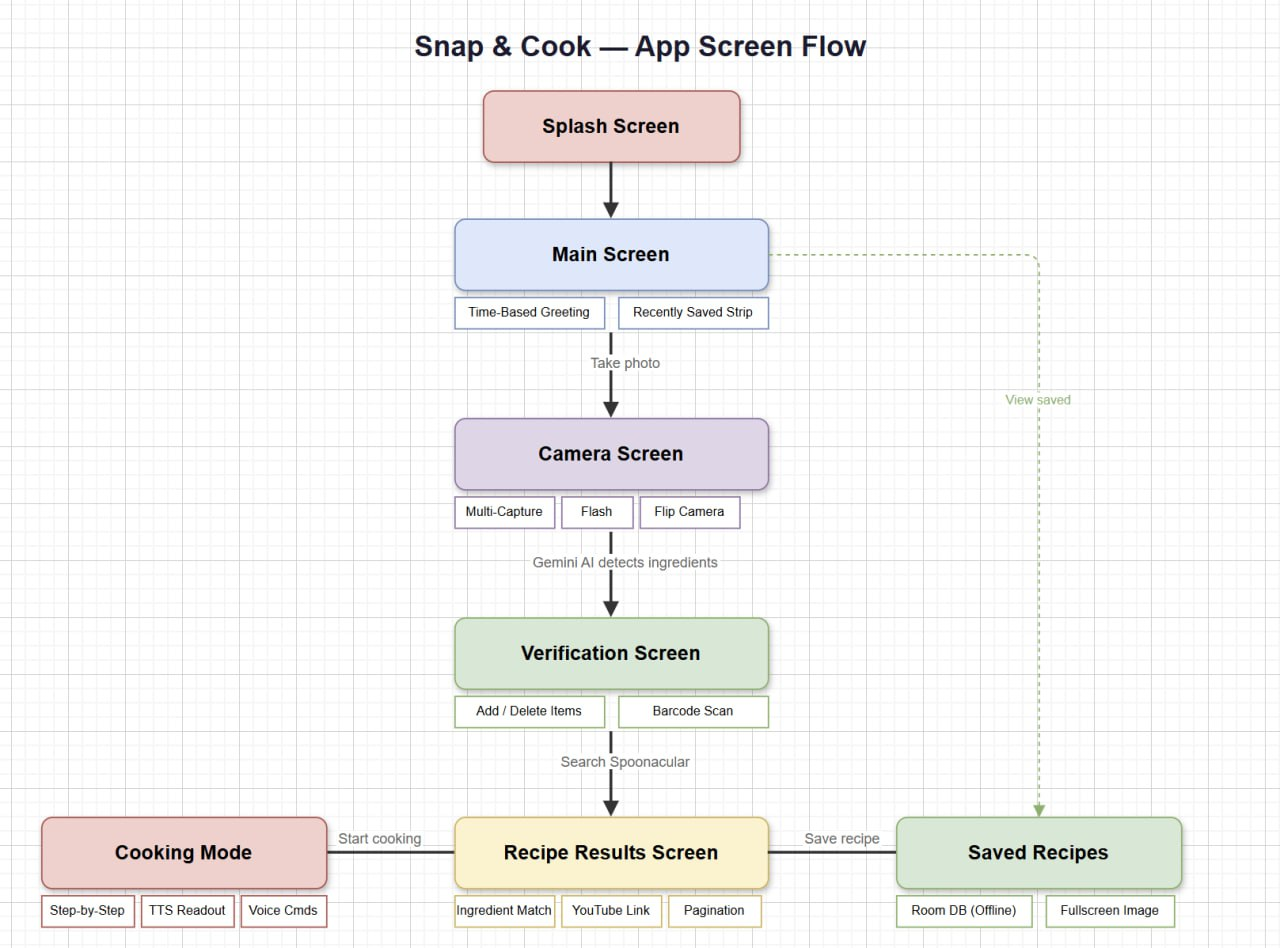 Snap & Cook — App Screen Flow
Splash Screen
Main Screen
Time-Based Greeting
Recently Saved Strip
Take photo
View saved
Camera Screen
Multi-Capture
Flash
Flip Camera
Gemini AI detects ingredients
Verification Screen
Add / Delete Items
Barcode Scan
Search Spoonacular
Start cooking
Save recipe
Cooking Mode
Recipe Results Screen
Saved Recipes
Step-by-Step
TTS Readout
Voice Cmds
Ingredient Match
YouTube Link
Pagination
Room DB (Offline)
Fullscreen Image